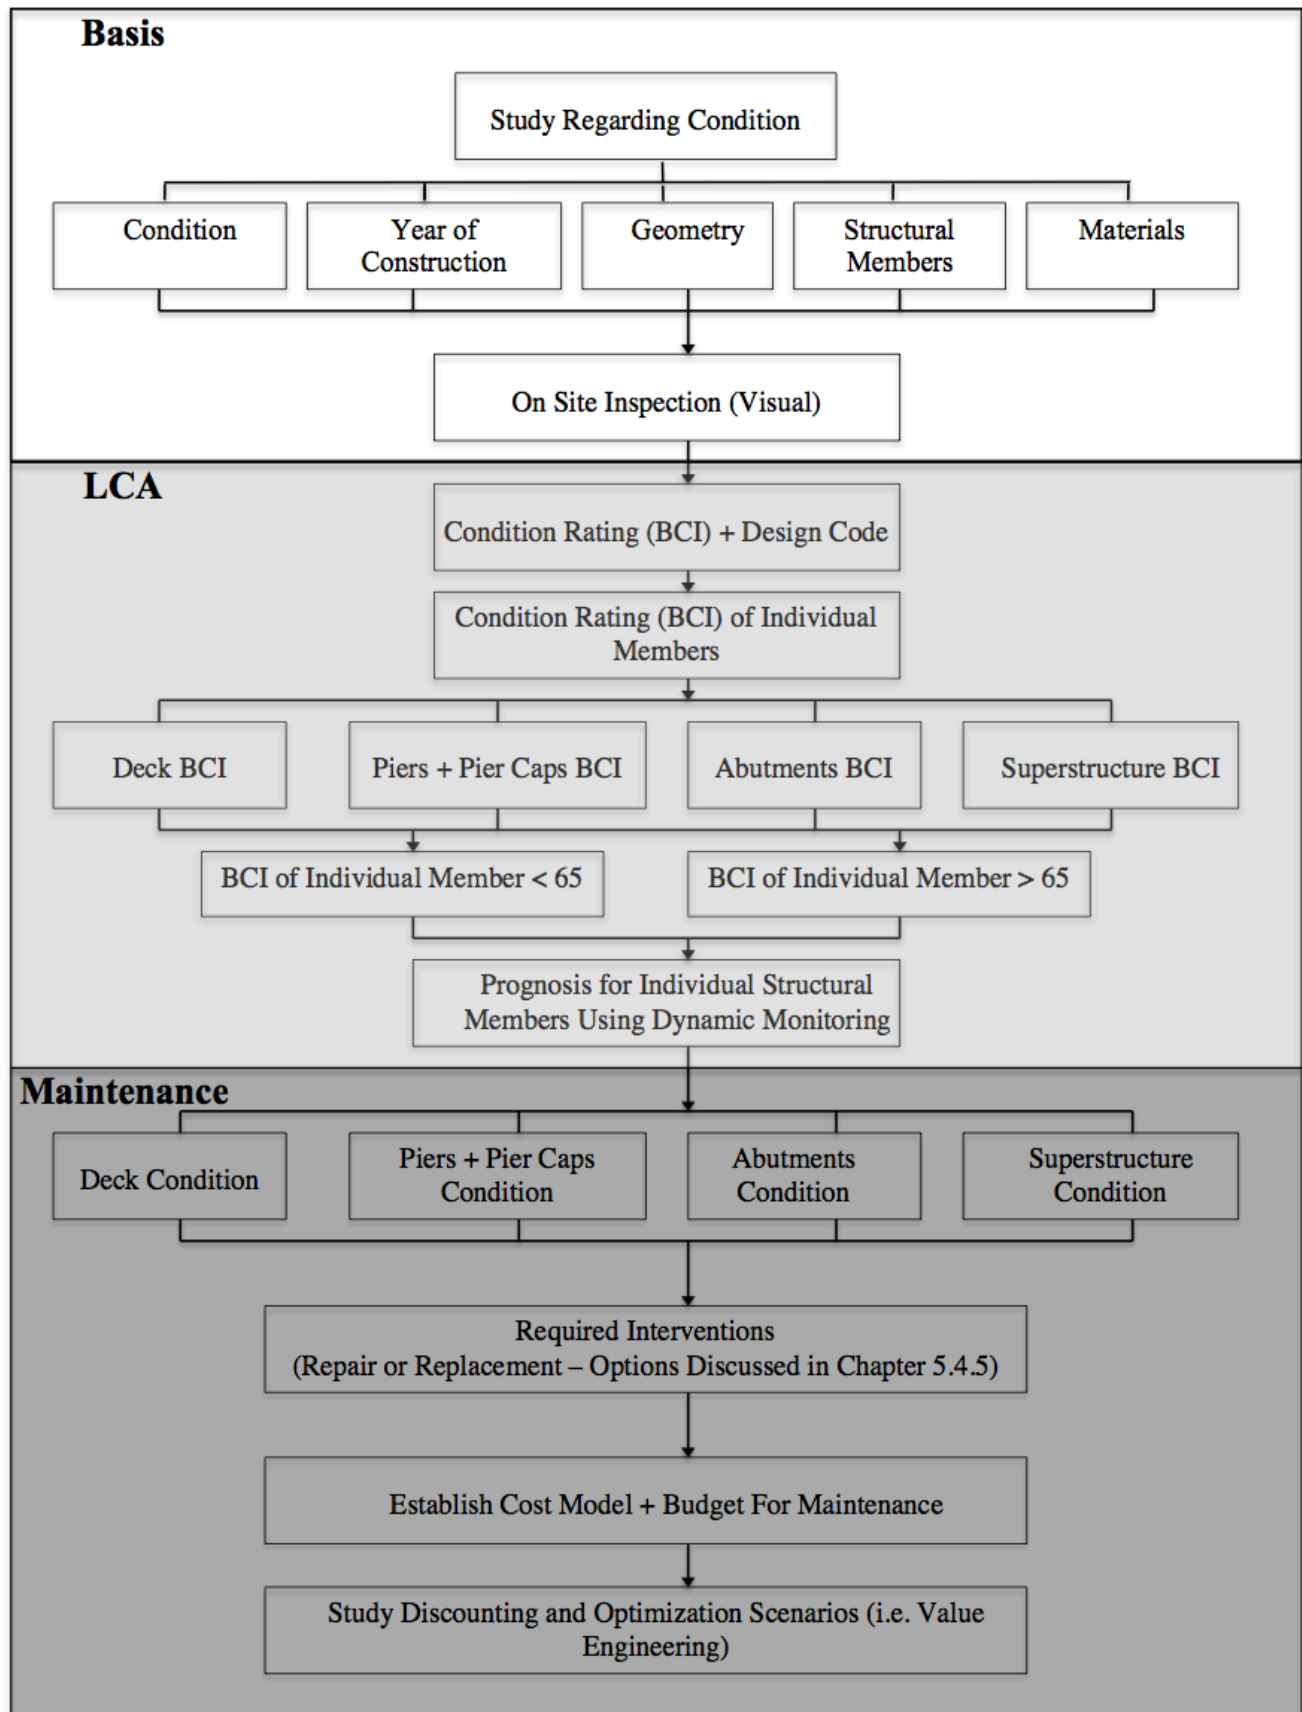 Basis
Study Regarding Condition
Condition
Year of
Construction
Geometry
Structural
Members
Materials
On Site Inspection (Visual)
LCA
Condition Rating (BCI) + Design Code
Condition Rating (BCI) of Individual
Members
Deck BCI
Piers + Pier Caps BCI
Abutments BCI
Superstructure BCI
BCI of Individual Member < 65
BCI of Individual Member > 65
Prognosis for Individual Structural
Members Using Dynamic Monitoring
Maintenance
Deck Condition
Piers + Pier Caps
Condition
Abutments
Condition
Superstructure
Condition
Required Interventions
(Repair or Replacement – Options Discussed in Chapter 5.4.5)
Establish Cost Model + Budget For Maintenance
Study Discounting and Optimization Scenarios (i.e. Value
Engineering)